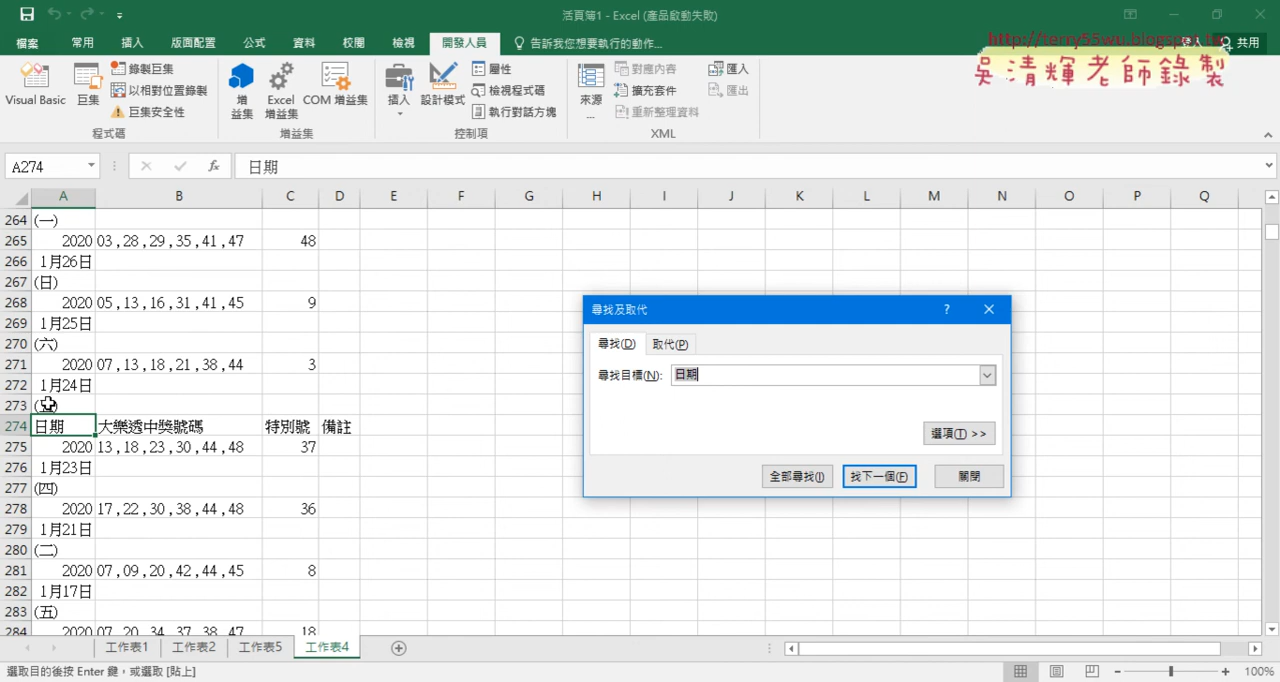 活頁簿1 - Excel (產品啟動失敗)
檔案 常用 插入 版面配置 公式 資料 校閱 檢視 開發人員 告訴我您想要執行的動作... 登入 共用
http://terry55wu.blogspot.tw
吳清輝老師錄製
Visual Basic 巨集 錄製巨集 以相對位置錄製 巨集安全性
程式碼
增益集 Excel 增益集 COM 增益集
增益集
插入 設計模式 屬性 檢視程式碼 執行對話方塊
控制項
來源... 對應內容 擴充套件 重新整理資料 匯入 匯出
XML
A274 fx 日期
A B C D E F G H I J K L M N O P Q
264 (一)
265 2020 03 ,28 ,29 ,35 ,41 ,47 48
266 1月26日
267 (日)
268 2020 05 ,13 ,16 ,31 ,41 ,45 9
269 1月25日
270 (六)
271 2020 07 ,13 ,18 ,21 ,38 ,44 3
272 1月24日
273
274 日期 大樂透中獎號碼 特別號 備註
275 2020 13 ,18 ,23 ,30 ,44 ,48 37
276 1月23日
277 (四)
278 2020 17 ,22 ,30 ,38 ,44 ,48 36
279 1月21日
280 (二)
281 2020 07 ,09 ,20 ,42 ,44 ,45 8
282 1月17日
283 (五)
284 2020 07 ,20 ,34 ,37 ,38 ,47 18
尋找及取代 ?
尋找(D) 取代(P)
尋找目標(N): 日期
選項(T) >>
全部尋找(I) 找下一個(F) 關閉
工作表1 工作表2 工作表5 工作表4
選取目的後按 Enter 鍵，或選取 [貼上]
100%